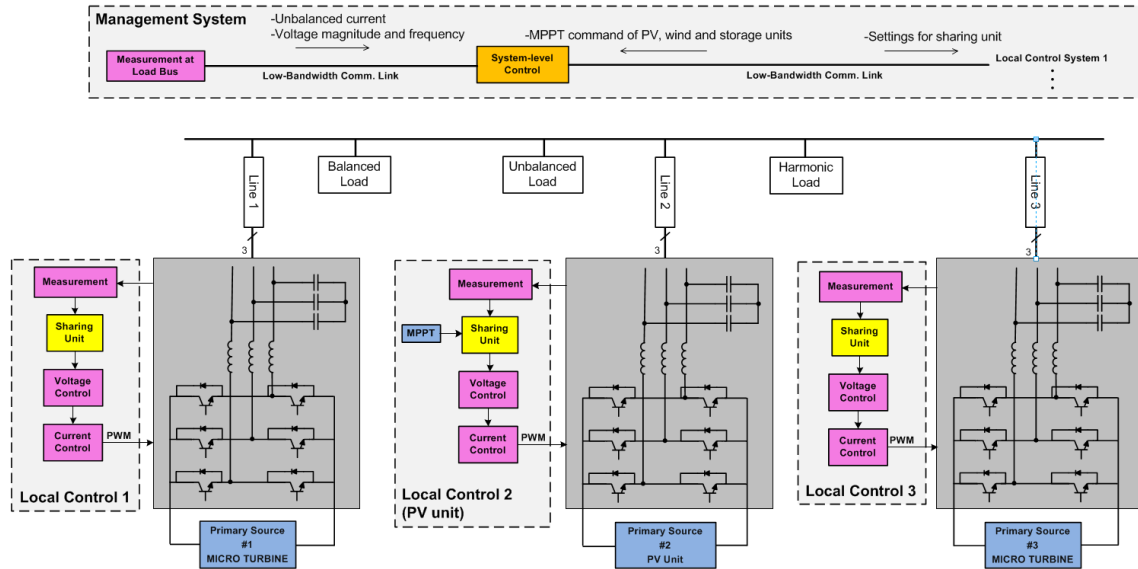 Management System
-Unbalanced current
-Voltage magnitude and frequency
-MPPT command of PV, wind and storage units
-Settings for sharing unit
Measurement at
Load Bus
System-level
Control
Local Control System 1
Low-Bandwidth Comm. Link
Low-Bandwidth Comm. Link
Line 1
Balanced
Load
Unbalanced
Load
Line 2
Harmonic
Load
Line 3
3
3
3
Measurement
Sharing
Unit
Voltage
Control
Current
Control
PWM
Local Control 1
Primary Source
#1
MICRO TURBINE
Measurement
MPPT
Sharing
Unit
Voltage
Control
Current
Control
PWM
Local Control 2
(PV unit)
Primary Source
#2
PV Unit
Measurement
Sharing
Unit
Voltage
Control
Current
Control
PWM
Local Control 3
Primary Source
#3
MICRO TURBINE